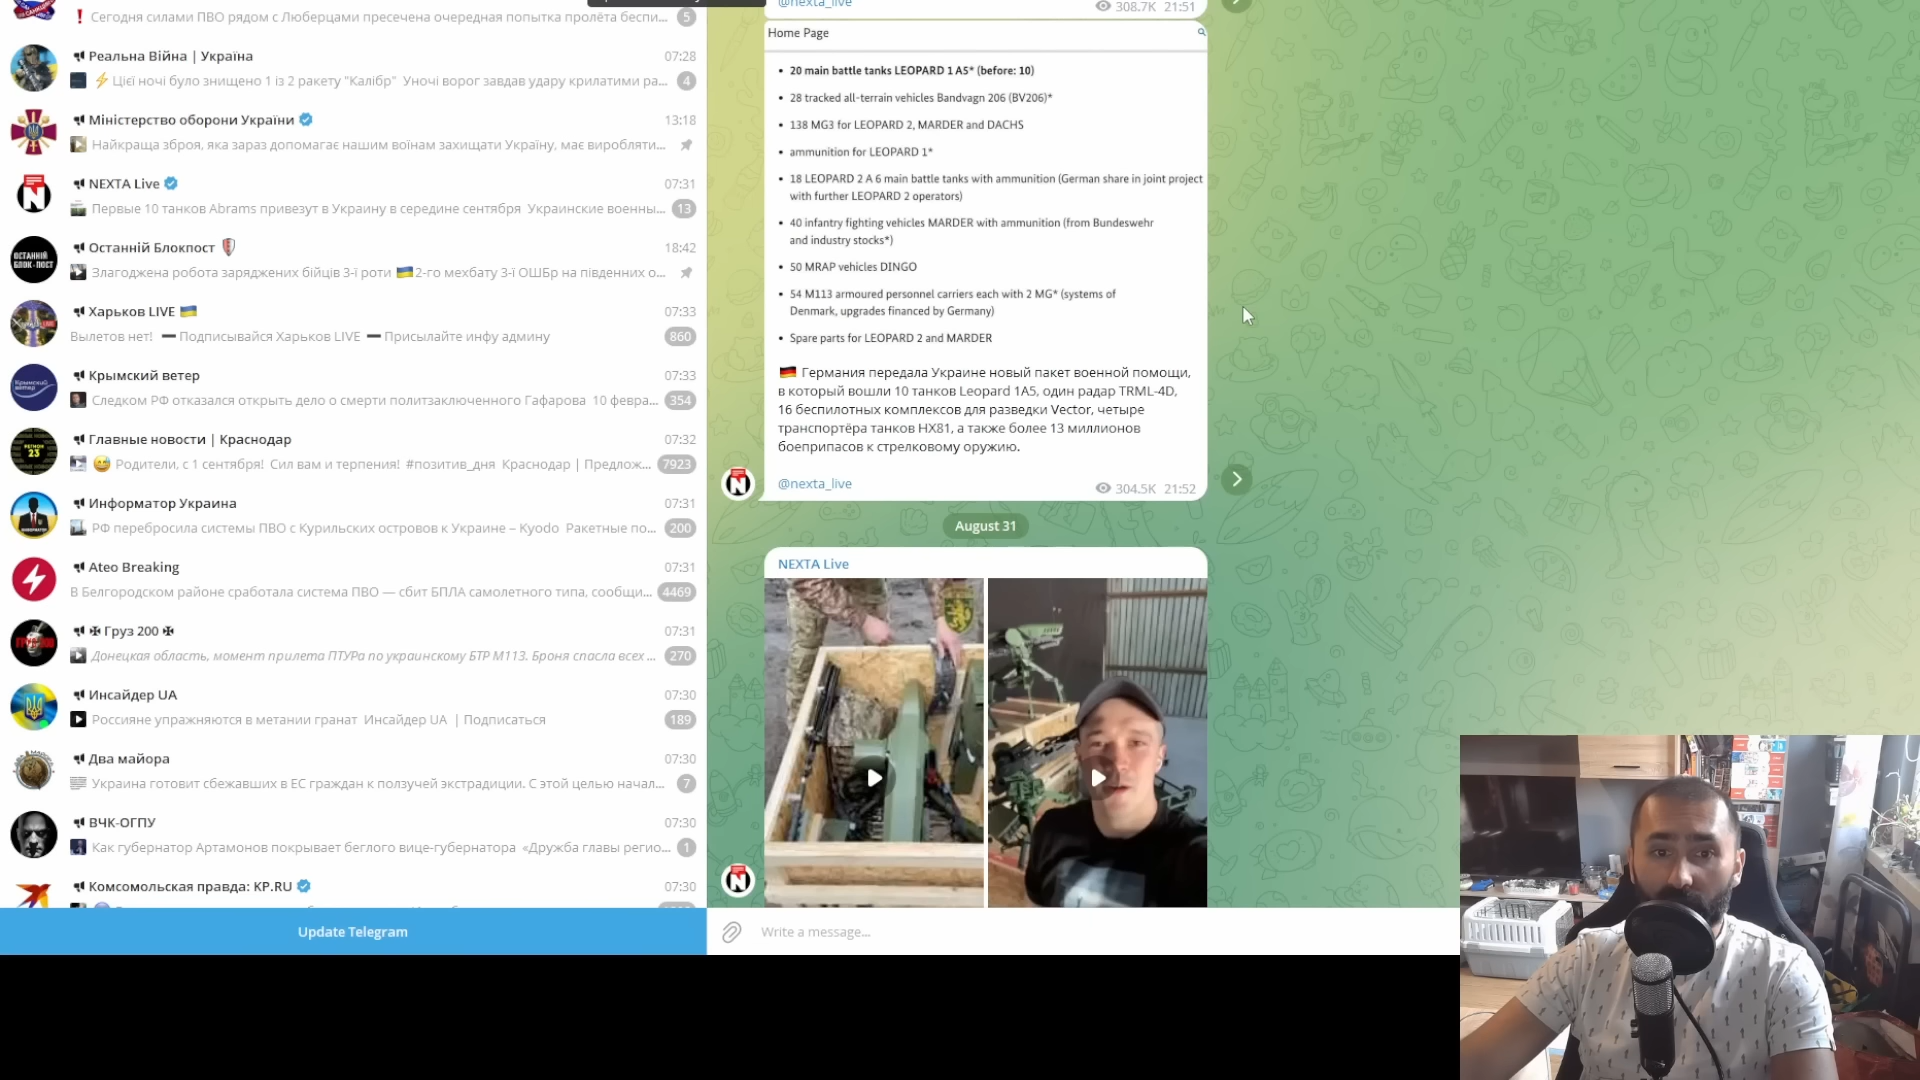 Сегодня силами ПВО рядом с Люберцами пресечена очередная попытка пролёта беспи...
5
Реальна Війна | Україна
07:28
⚡ Цієї ночі було знищено 1 із 2 ракету "Калібр" Уночі ворог завдав удару крилатими ра...
4
Міністерство оборони України
13:18
Найкраща зброя, яка зараз допомагає нашим воїнам захищати Україну, має виробляти...
NEXTA Live
07:31
Первые 10 танков Abrams привезут в Украину в середине сентября Украинские военны...
13
Останній Блокпост
18:42
Злагоджена робота заряджених бійців 3-ї роти 🇺🇦2-го мехбату 3-ї ОШБр на південних о...
Харьков LIVE 🇺🇦
07:33
Вылетов нет! ➖Подписывайся Харьков LIVE ➖Присылайте инфу админу
860
Крымский ветер
07:33
Следком РФ отказался открыть дело о смерти политзаключенного Гафарова 10 февра...
354
Главные новости | Краснодар
07:32
😅 Родители, с 1 сентября! Сил вам и терпения! #позитив_дня Краснодар | Предлож...
7923
Информатор Украина
07:31
РФ перебросила системы ПВО с Курильских островов к Украине – Kyodo Ракетные по...
200
Ateo Breaking
07:31
В Белгородском районе сработала система ПВО — сбит БПЛА самолетного типа, сообщи...
4469
✠ Груз 200 ✠
07:31
Донецкая область, момент прилета ПТУРа по украинскому БТР М113. Броня спасла всех ...
270
Инсайдер UA
07:30
Россияне упражняются в метании гранат Инсайдер UA | Подписаться
189
Два майора
07:30
Украина готовит сбежавших в ЕС граждан к ползучей экстрадиции. С этой целью начал...
7
ВЧК-ОГПУ
07:30
Как губернатор Артамонов покрывает беглого вице-губернатора «Дружба главы регио...
1
Комсомольская правда: KP.RU
07:30
Update Telegram
@nexta_live
308.7K 21:51
Home Page
• 20 main battle tanks LEOPARD 1 A5* (before: 10)
• 28 tracked all-terrain vehicles Bandvagn 206 (BV206)*
• 138 MG3 for LEOPARD 2, MARDER and DACHS
• ammunition for LEOPARD 1*
• 18 LEOPARD 2 A 6 main battle tanks with ammunition (German share in joint project
with further LEOPARD 2 operators)
• 40 infantry fighting vehicles MARDER with ammunition (from Bundeswehr
and industry stocks*)
• 50 MRAP vehicles DINGO
• 54 M113 armoured personnel carriers each with 2 MG* (systems of
Denmark, upgrades financed by Germany)
• Spare parts for LEOPARD 2 and MARDER
🇩🇪 Германия передала Украине новый пакет военной помощи,
в который вошли 10 танков Leopard 1A5, один радар TRML-4D,
16 беспилотных комплексов для разведки Vector, четыре
транспортёра танков HX81, а также более 13 миллионов
боеприпасов к стрелковому оружию.
@nexta_live
304.5K 21:52
August 31
NEXTA Live
Write a message...